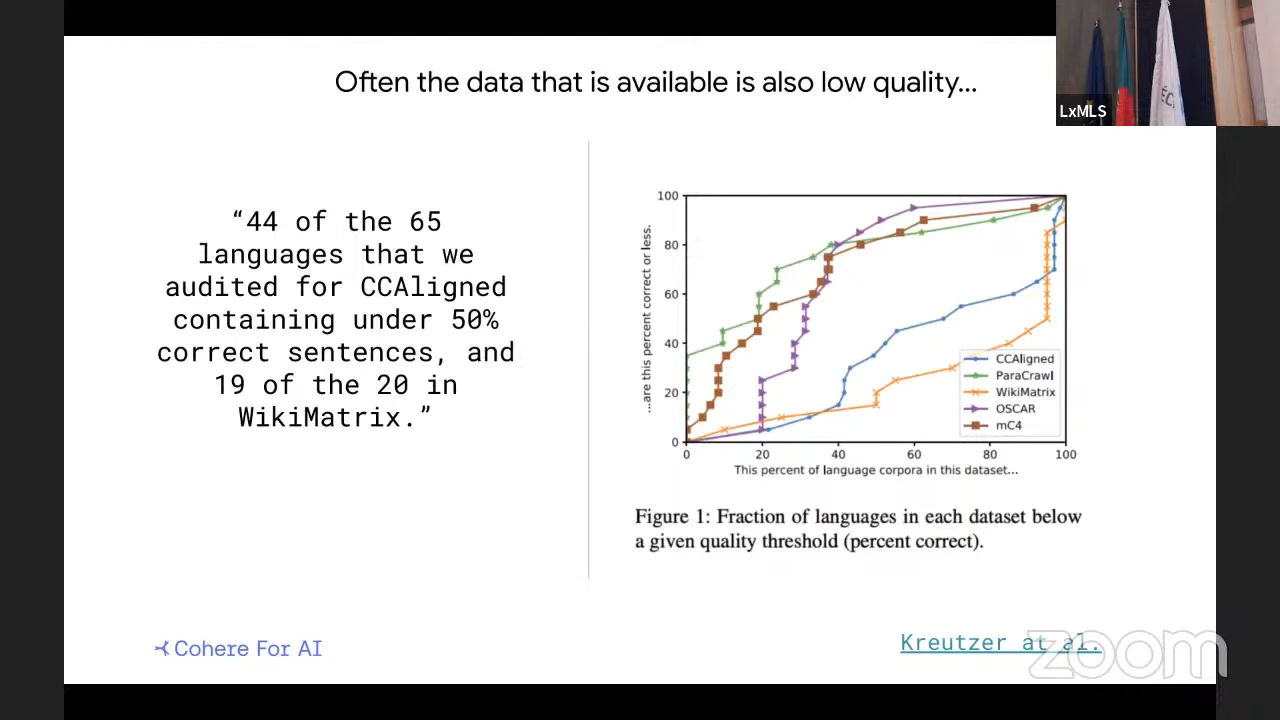 Often the data that is available is also low quality...
LxMLS
“44 of the 65
languages that we
audited for CCAligned
containing under 50%
correct sentences, and
19 of the 20 in
WikiMatrix.”
...are this percent correct or less.
100
80
60
40
20
0
0 20 40 60 80 100
This percent of language corpora in this dataset...
CCAligned
ParaCrawl
WikiMatrix
OSCAR
mC4
Figure 1: Fraction of languages in each dataset below
a given quality threshold (percent correct).
Cohere For AI
Kreutzer at al.
zoom